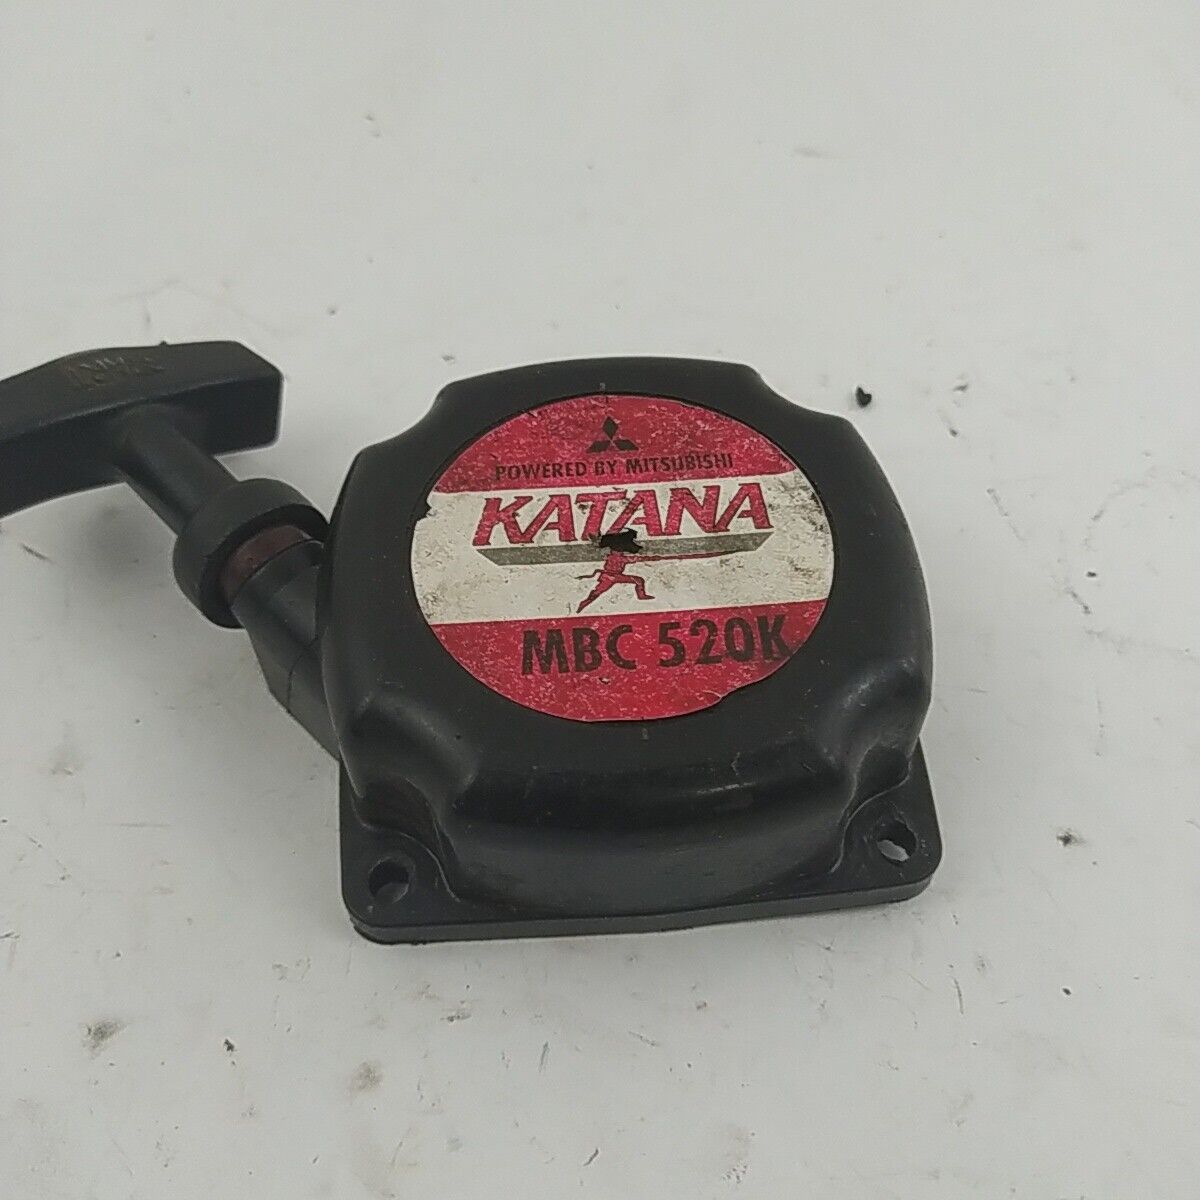 POWERED BY MITSUBISHI
KATANA
MBC 520K